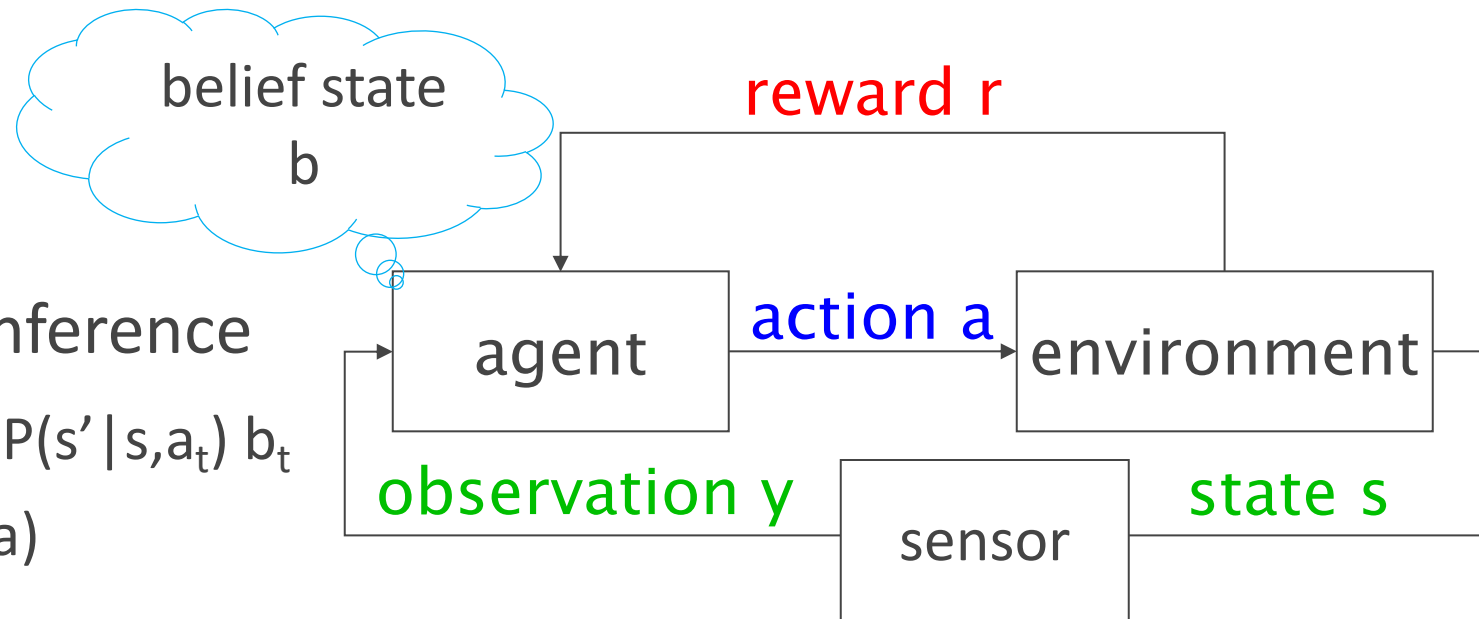 belief state
b
reward r
nference
agent
action a
environment
P(s’|s,aₜ) bₜ
observation y
state s
a)
sensor